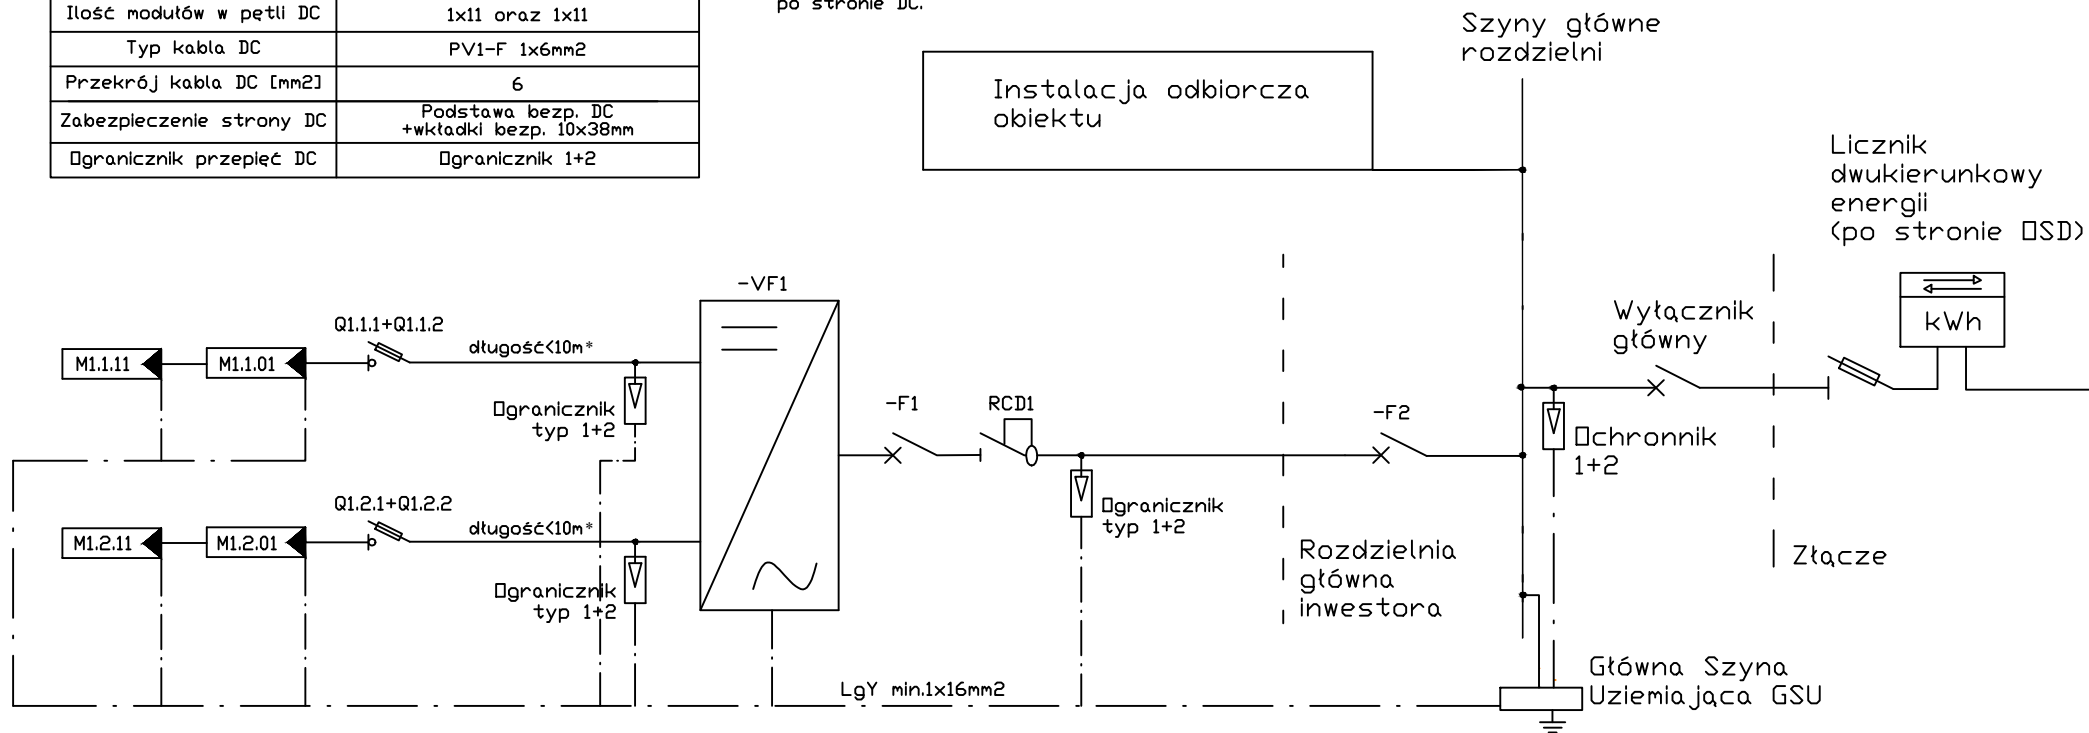 Ilość modułów w pętli DC
1x11 oraz 1x11
Typ kabla DC
PV1-F 1x6mm2
Przekrój kabla DC [mm2]
6
Zabezpieczenie strony DC
Podstawa bezp. DC
+wkładki bezp. 10x38mm
Ogranicznik przepięć DC
Ogranicznik 1+2
po stronie DC.
Szyny główne
rozdzielni
Instalacja odbiorcza
obiektu
Licznik
dwukierunkowy
energii
(po stronie OSD)
kWh
Wyłącznik
główny
-VF1
Q1.1.1+Q1.1.2
długość<10m*
M1.1.11
M1.1.01
Ogranicznik
typ 1+2
-F1
RCD1
-F2
Ochronnik
1+2
Q1.2.1+Q1.2.2
długość<10m*
M1.2.11
M1.2.01
Ogranicznik
typ 1+2
Ogranicznik
typ 1+2
Rozdzielnia
główna
inwestora
Złącze
LgY min.1x16mm2
Główna Szyna
Uziemiająca GSU